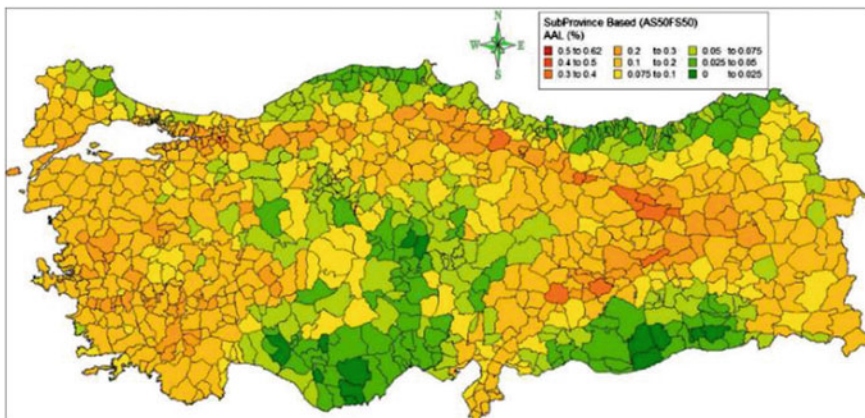 N
W E
S
SubProvince Based (AS50FS50)
AAL (%)
0.5 to 0.62 0.2 to 0.3 0.05 to 0.075
0.4 to 0.5 0.1 to 0.2 0.025 to 0.05
0.3 to 0.4 0.075 to 0.1 0 to 0.025